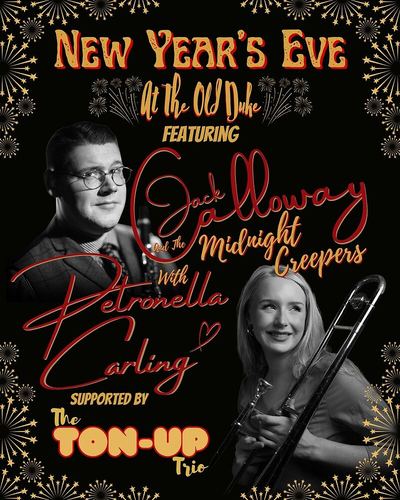 New Year's Eve
At The Old Duke
FEATURING
Jack
Calloway
And The Midnight
Creepers
With
Petronella
Carling
SUPPORTED BY
The
TON-UP
Trio